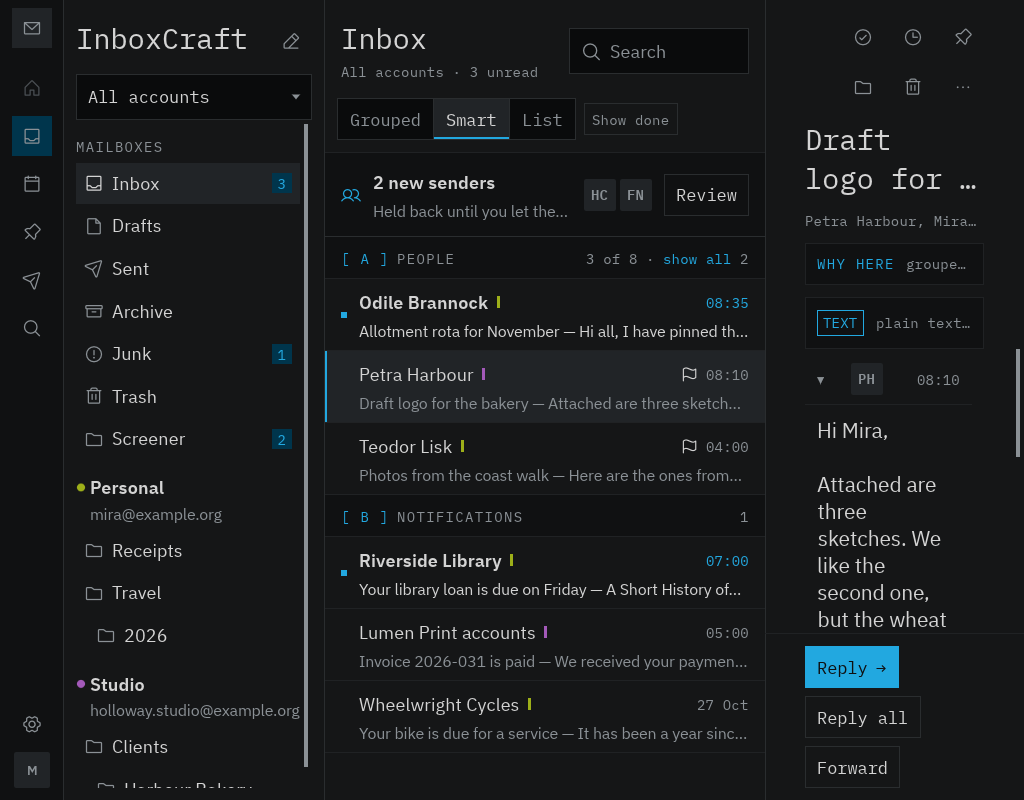 InboxCraft
All accounts
MAILBOXES
Inbox 3
Drafts
Sent
Archive
Junk 1
Trash
Screener 2
Personal
mira@example.org
Receipts
Travel
2026
Studio
holloway.studio@example.org
Clients
Harbour Bakery
M
Inbox
All accounts · 3 unread
Search
Grouped Smart List Show done
2 new senders
Held back until you let the…
HC FN Review
[ A ] PEOPLE 3 of 8 · show all 2
Odile Brannock 08:35
Allotment rota for November — Hi all, I have pinned th…
Petra Harbour 08:10
Draft logo for the bakery — Attached are three sketch…
Teodor Lisk 04:00
Photos from the coast walk — Here are the ones from…
[ B ] NOTIFICATIONS 1
Riverside Library 07:00
Your library loan is due on Friday — A Short History of…
Lumen Print accounts 05:00
Invoice 2026-031 is paid — We received your paymen…
Wheelwright Cycles 27 Oct
Your bike is due for a service — It has been a year sinc…
Draft
logo for …
Petra Harbour, Mira…
WHY HERE groupe…
TEXT plain text…
PH 08:10
Hi Mira,
Attached are
three
sketches. We
like the
second one,
but the wheat
Reply →
Reply all
Forward